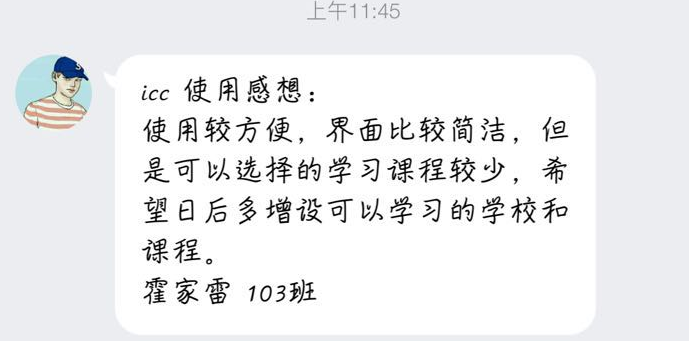 上午11:45
icc 使用感想：
使用较方便，界面比较简洁，但
是可以选择的学习课程较少，希
望日后多增设可以学习的学校和
课程。
霍家雷 103班